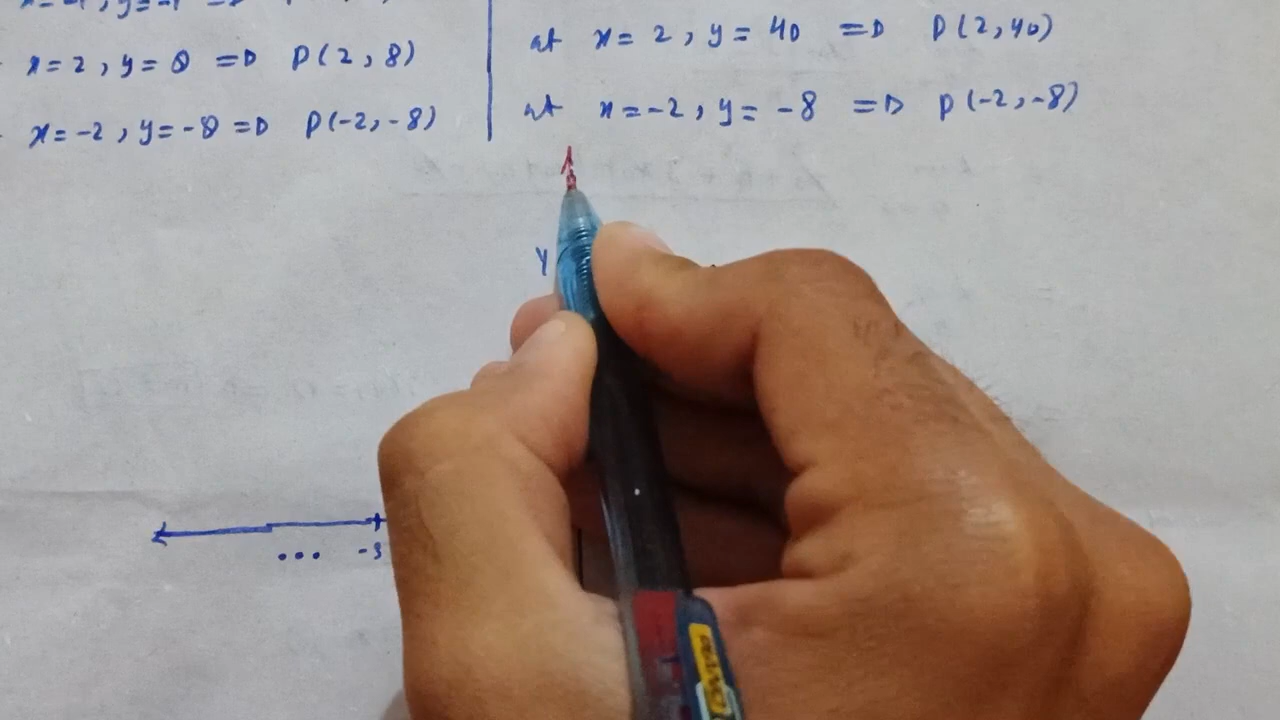 x = 2 , y = 8 => P ( 2 , 8 )
x = -2 , y = -8 => P ( -2 , -8 )
at x = 2 , y = 40 => P ( 2 , 40 )
at x = -2 , y = -8 => P ( -2 , -8 )
Y
... -3